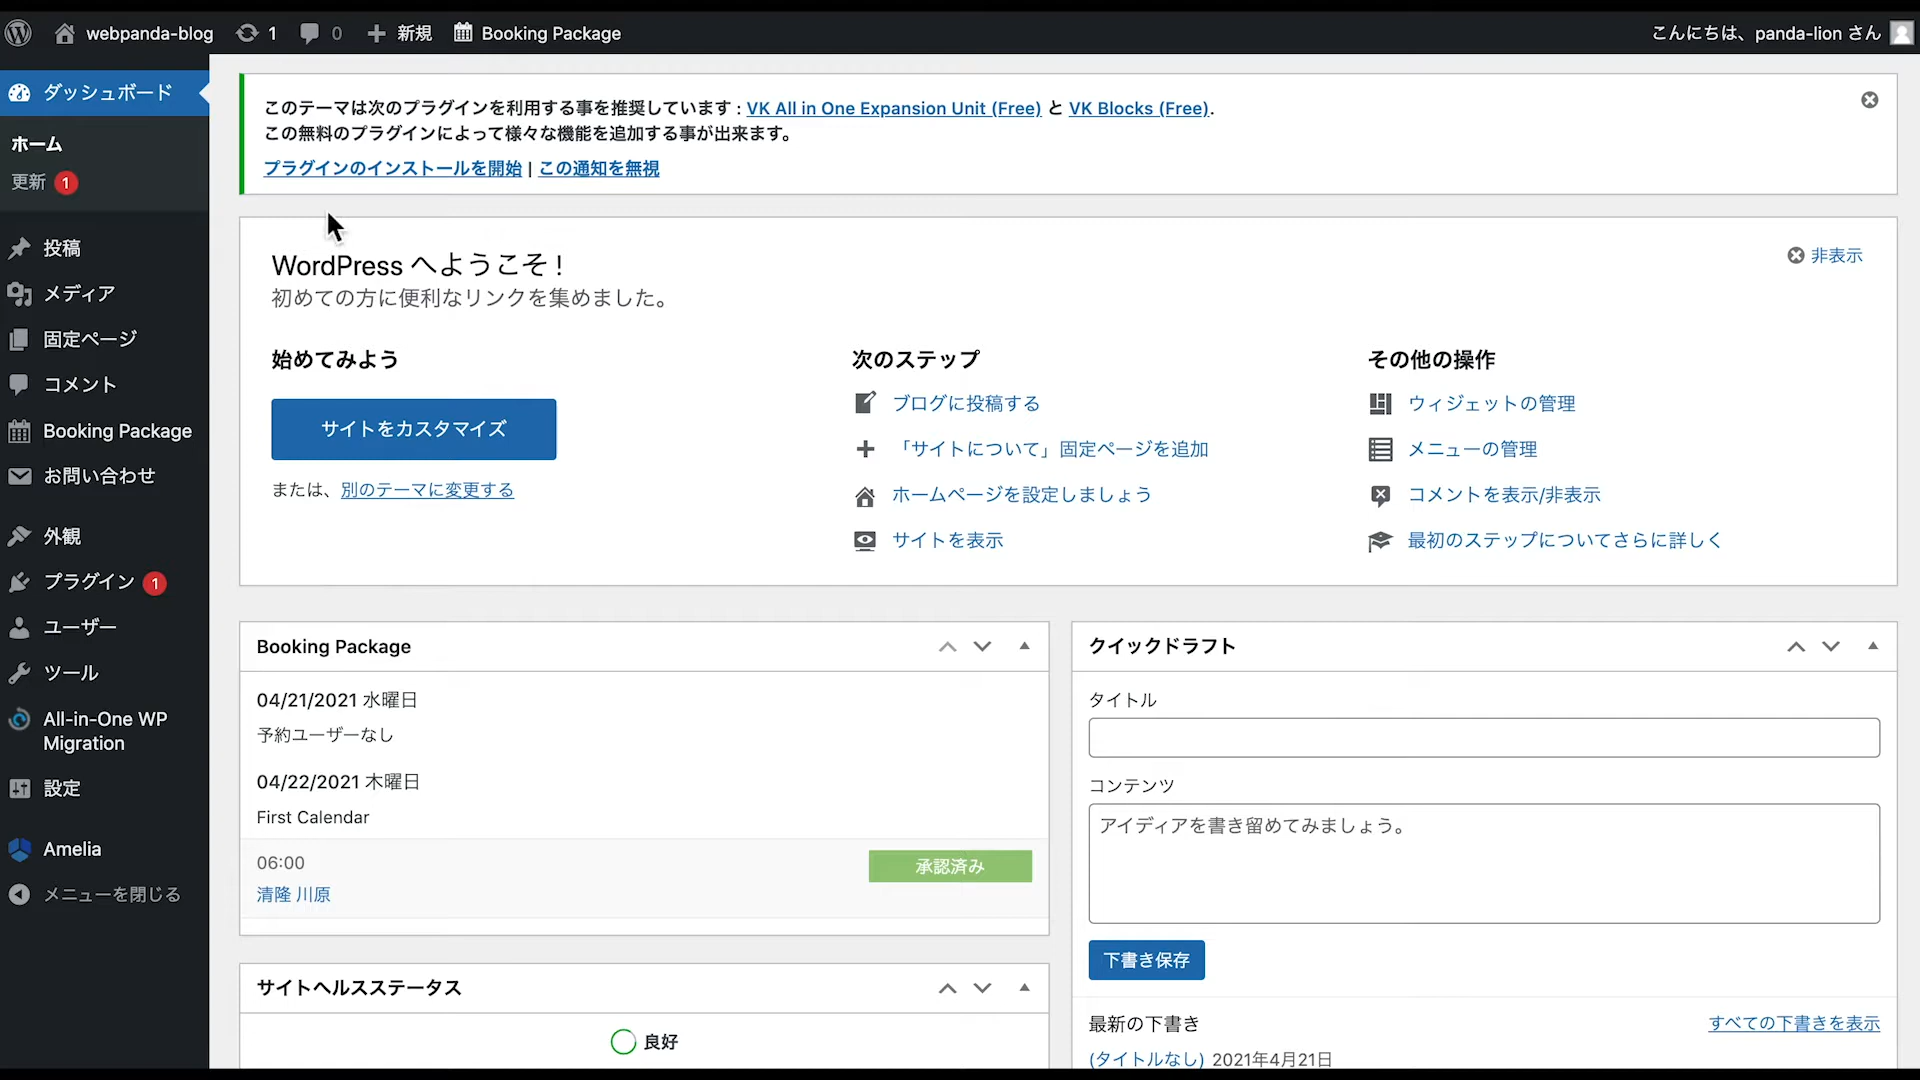 webpanda-blog 1 0 新規 Booking Package こんにちは、panda-lion さん
ダッシュボード
ホーム
更新 1
投稿
メディア
固定ページ
コメント
Booking Package
お問い合わせ
外観
プラグイン 1
ユーザー
ツール
All-in-One WP
Migration
設定
Amelia
メニューを閉じる
このテーマは次のプラグインを利用する事を推奨しています : VK All in One Expansion Unit (Free) と VK Blocks (Free).
この無料のプラグインによって様々な機能を追加する事が出来ます。
プラグインのインストールを開始 | この通知を無視
WordPress へようこそ !
初めての方に便利なリンクを集めました。
非表示
始めてみよう
サイトをカスタマイズ
または、別のテーマに変更する
次のステップ
ブログに投稿する
「サイトについて」固定ページを追加
ホームページを設定しましょう
サイトを表示
その他の操作
ウィジェットの管理
メニューの管理
コメントを表示/非表示
最初のステップについてさらに詳しく
Booking Package
04/21/2021 水曜日
予約ユーザーなし
04/22/2021 木曜日
First Calendar
06:00
承認済み
清隆 川原
サイトヘルスステータス
良好
クイックドラフト
タイトル
コンテンツ
アイディアを書き留めてみましょう。
下書き保存
最新の下書き
すべての下書きを表示
(タイトルなし) 2021年4月21日